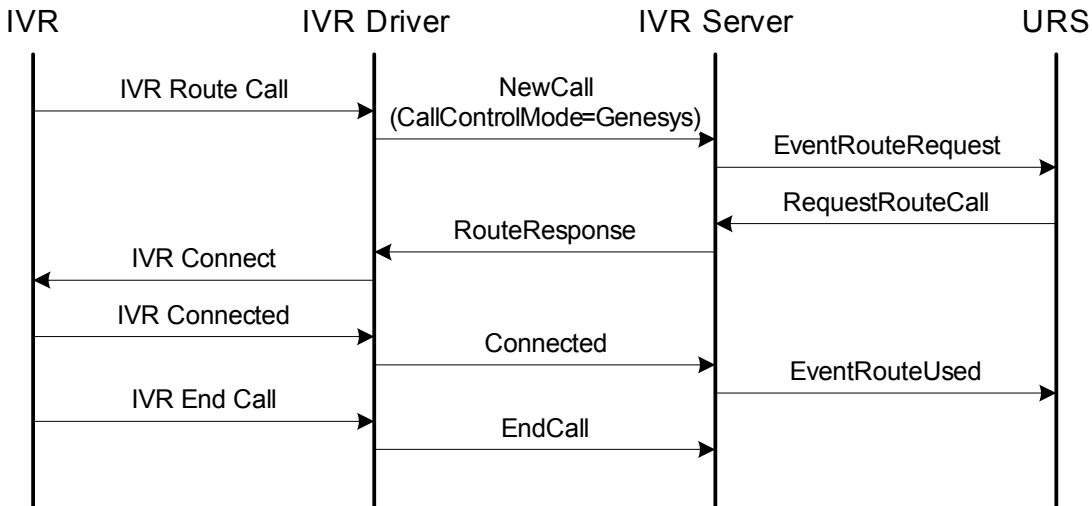 IVR
IVR Driver
IVR Server
URS
IVR Route Call
NewCall
(CallControlMode=Genesys)
EventRouteRequest
RequestRouteCall
RouteResponse
IVR Connect
IVR Connected
Connected
EventRouteUsed
IVR End Call
EndCall